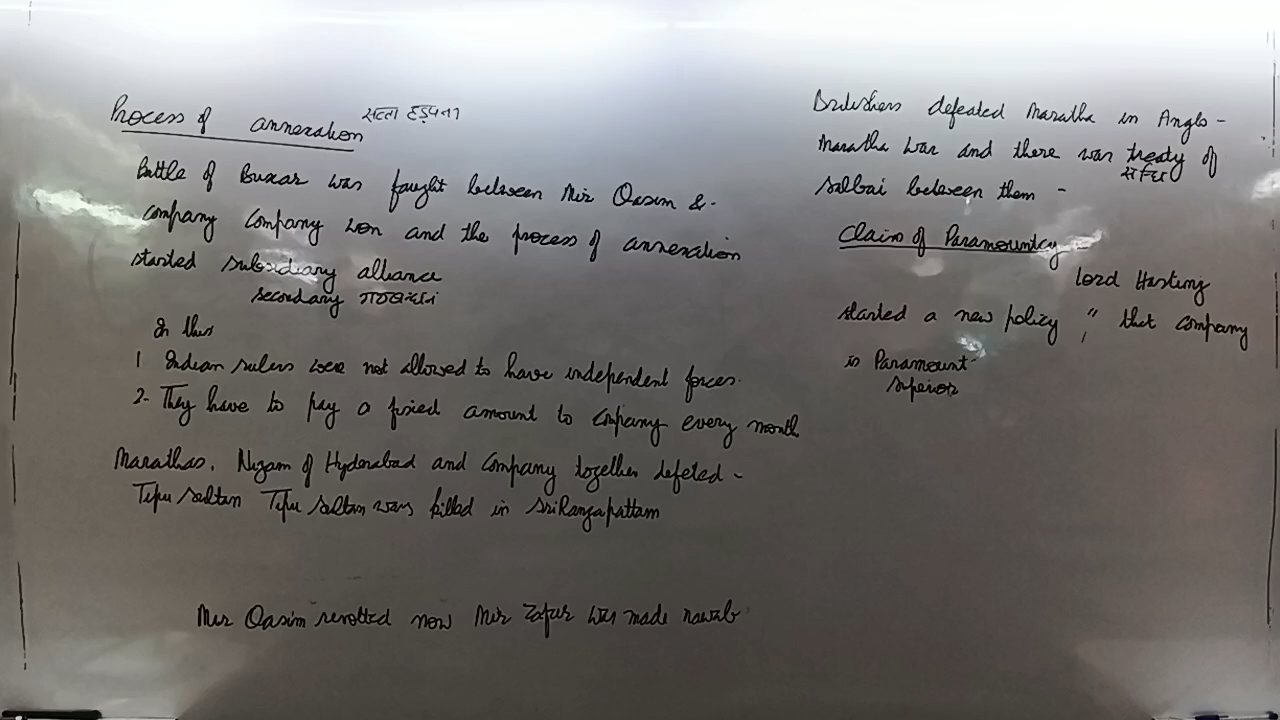 Process of annexation सत्ता हड़पना
Battle of Buxar was faught between Mir Qasim &
company company won and the process of annexation
started subsidiary alliance
secondary गठबंधन
In this
1 Indian rulers were not allowed to have independent forces.
2- They have to pay a fixed amount to company every month
Marathas, Nizam of Hyderabad and company together defeted -
Tipu sultan Tipu sultan was killed in sriRangapattam
Mir Qasim revolted now Mir Zafur was made nawab
Britishers defeated Maratha in Anglo -
Maratha war and there was treaty of
संधि
salbai between them -
Claim of Paramountcy
lord Hasting
started a new policy " that company
is Paramount
superior